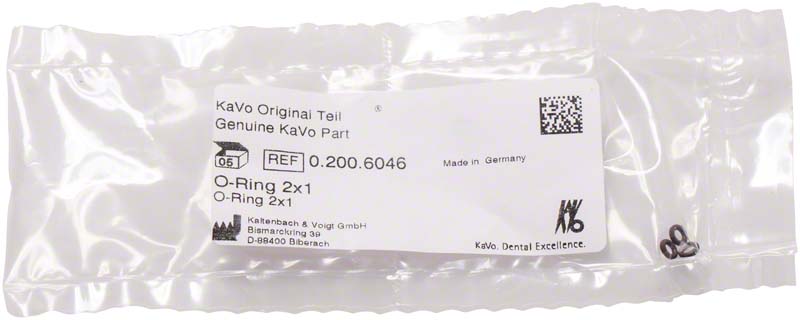 KaVo Original Teil ®
Genuine KaVo Part
05 REF 0.200.6046 Made in Germany
O-Ring 2x1
O-Ring 2x1
Kaltenbach & Voigt GmbH
Bismarckring 39
D-88400 Biberach
KaVo
KaVo. Dental Excellence.